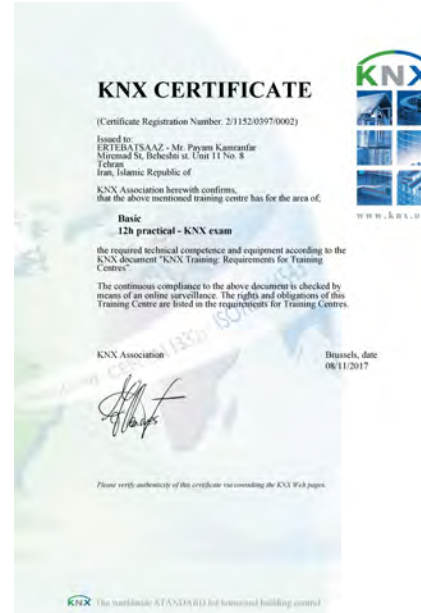 KNX
KNX CERTIFICATE
(Certificate Registration Number: 2/1152/0397/0002)
Issued to:
ERTEBATSAAZ - Mr. Payam Kamranfar
Miremad St, Beheshti st. Unit 11 No. 8
Tehran
Iran, Islamic Republic of
KNX Association herewith confirms,
that the above mentioned training centre has for the area of;
www.knx.o
Basic
12h practical - KNX exam
the required technical competence and equipment according to the
KNX document "KNX Training: Requirements for Training
Centres"
The continuous compliance to the above document is checked by
means of an online surveillance. The rights and obligations of this
Training Centre are listed in the requirements for Training Centres.
KNX Association
Brussels, date
08/11/2017
Please verify authenticity of this certificate via consulting the KNX Web pages.
KNX The worldwide STANDARD for home and building control